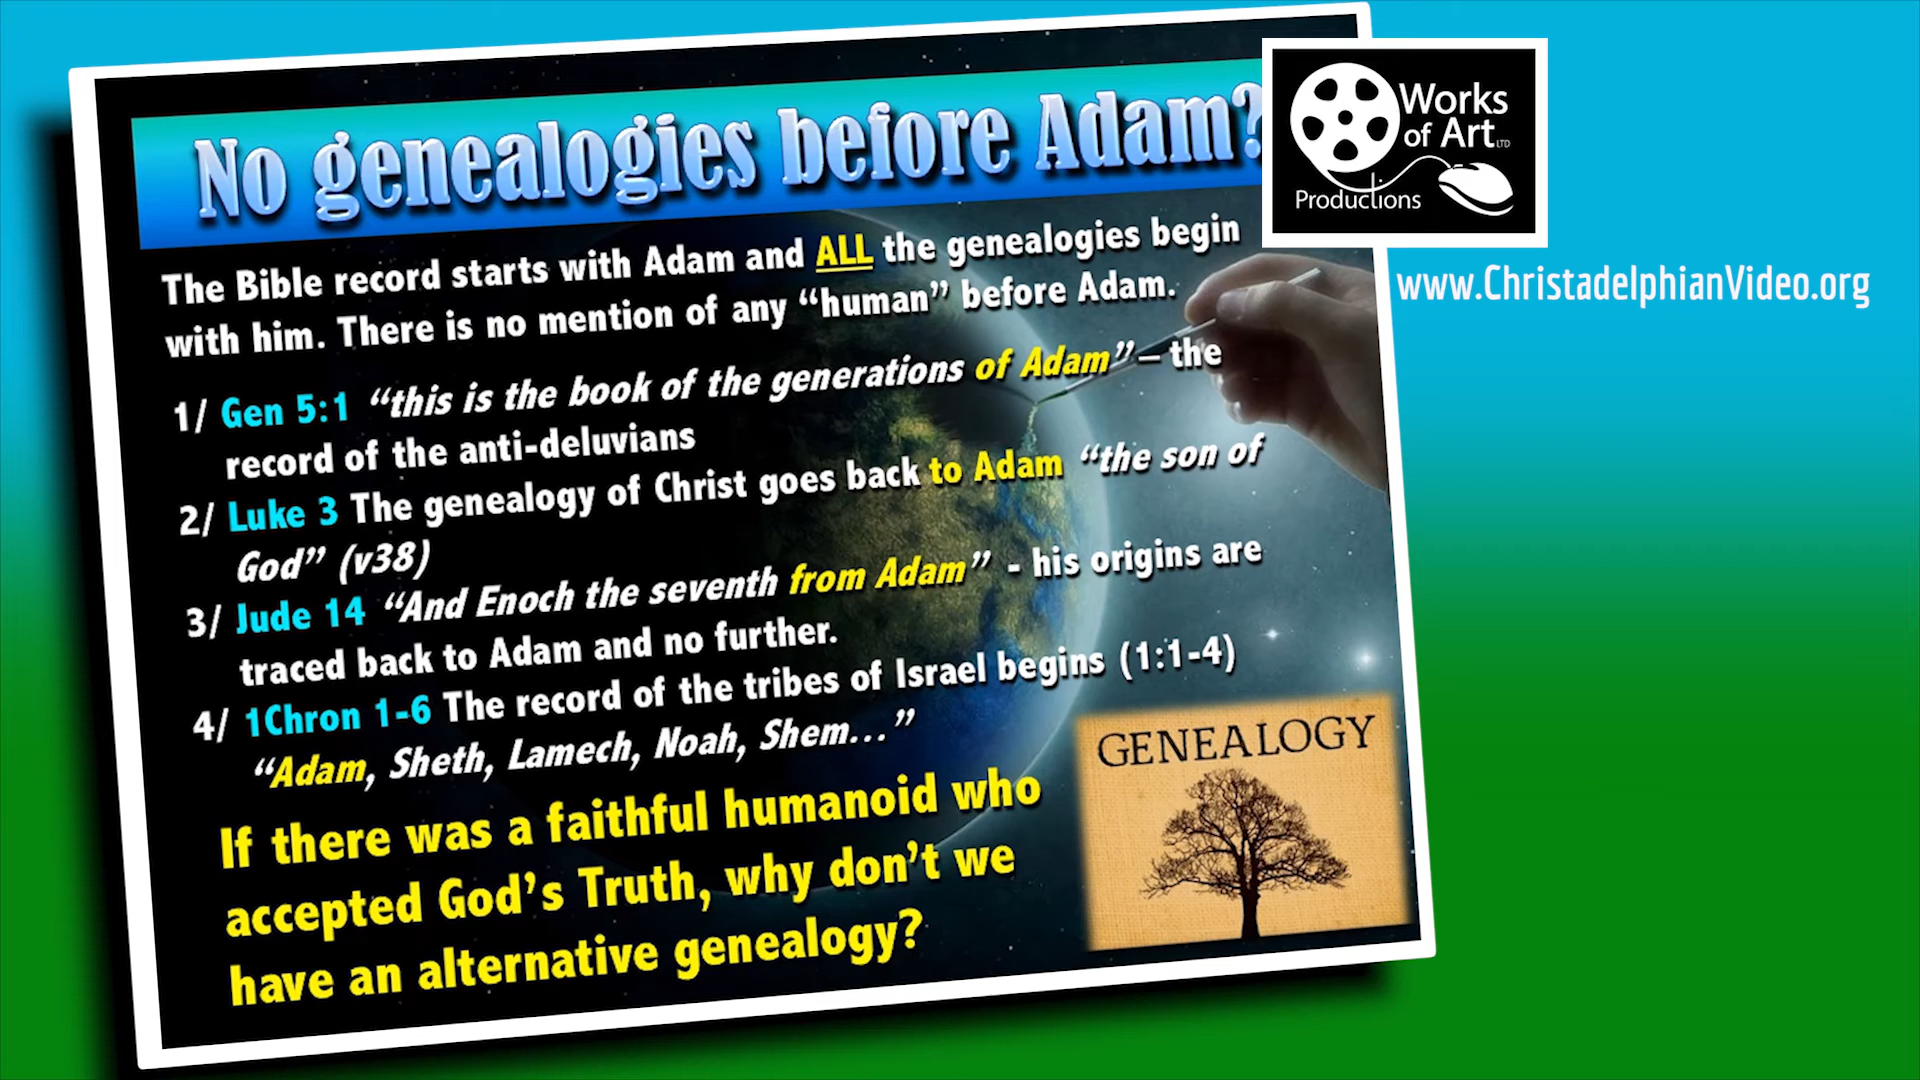 No genealogies before Adam?
The Bible record starts with Adam and ALL the genealogies begin
with him. There is no mention of any “human” before Adam.
1/ Gen 5:1 “this is the book of the generations of Adam” – the
record of the anti-deluvians
2/ Luke 3 The genealogy of Christ goes back to Adam “the son of
God” (v38)
3/ Jude 14 “And Enoch the seventh from Adam” - his origins are
traced back to Adam and no further.
4/ 1Chron 1-6 The record of the tribes of Israel begins (1:1-4)
“Adam, Sheth, Lamech, Noah, Shem…”
If there was a faithful humanoid who
accepted God’s Truth, why don’t we
have an alternative genealogy?
GENEALOGY
Works
of Art LTD
Productions
www.ChristadelphianVideo.org